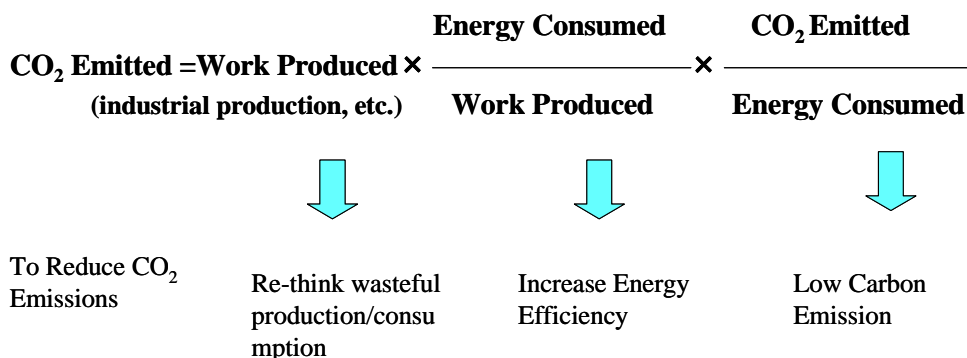 Energy Consumed CO₂ Emitted
CO₂ Emitted =Work Produced × ×
(industrial production, etc.) Work Produced Energy Consumed
To Reduce CO₂
Emissions
Re-think wasteful
production/consu
mption
Increase Energy
Efficiency
Low Carbon
Emission